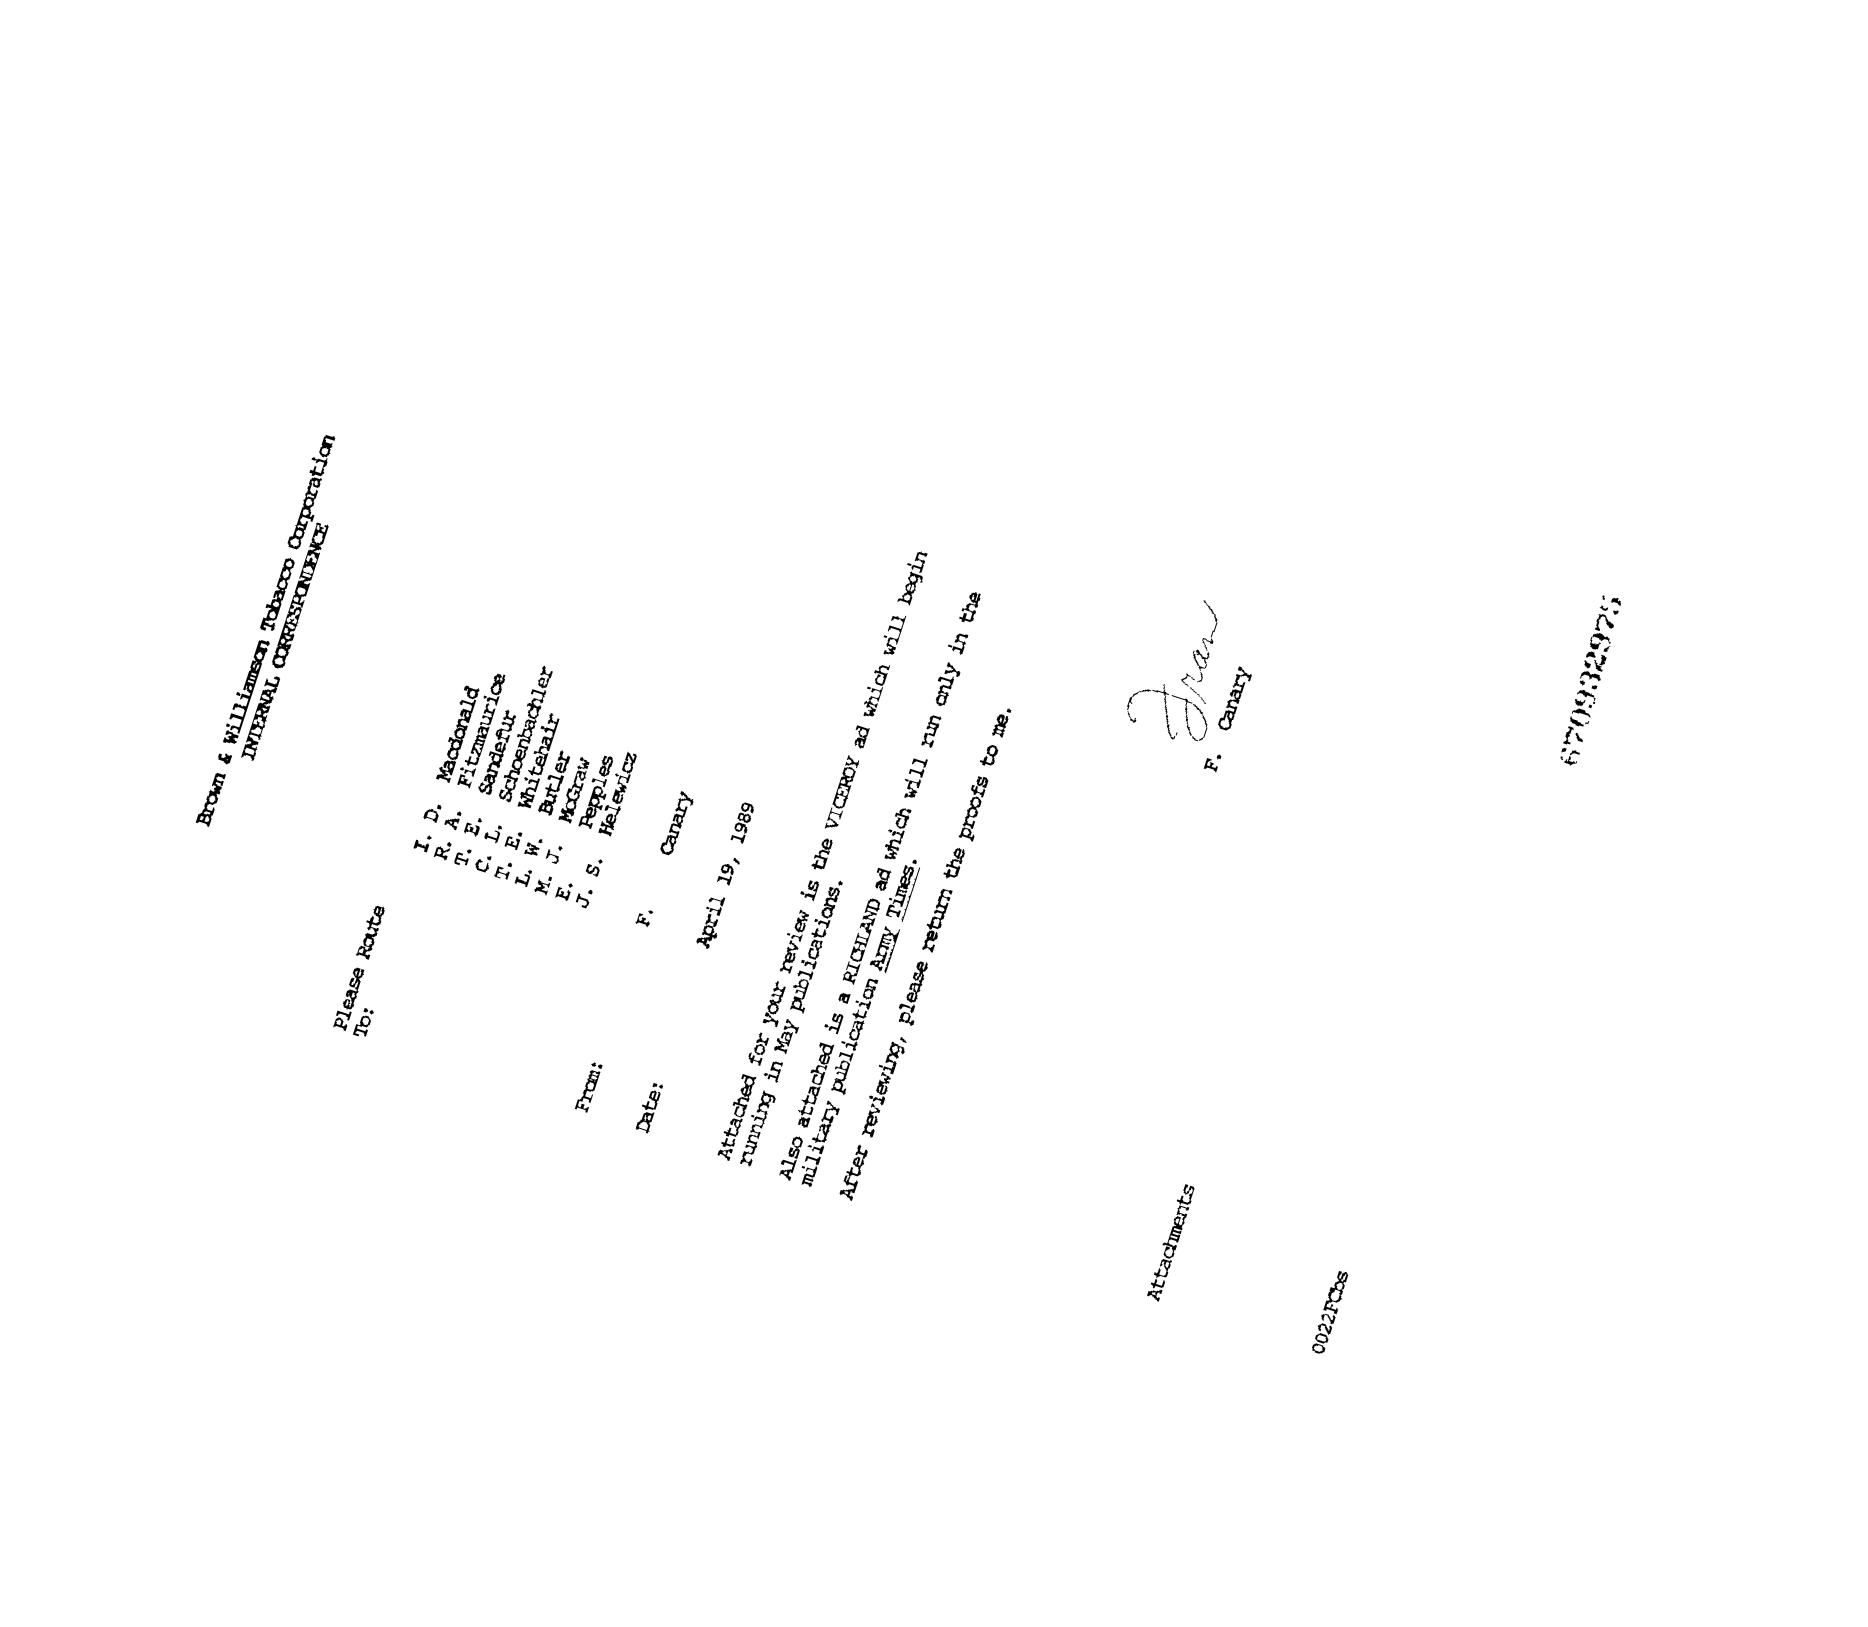 Brown & Williamson Tobacco Corporation
INTERNAL CORRESPONDENCE
Please Route
To:
I. D. Macdonald
R. A. Fitzmaurice
T. E. Sandefur
C. L. Schoenbachler
T. E. Whitehair
L. W. Butler
M. J. McGraw
E. Pepples
J. S. Helewicz
From: F. Canary
Date: April 19, 1989
Attached for your review is the VICEROY ad which will begin
running in May publications.
Also attached is a RICHLAND ad which will run only in the
military publication Army Times.
After reviewing, please return the proofs to me.
Fran
F. Canary
Attachments
0022FCbs
670932975